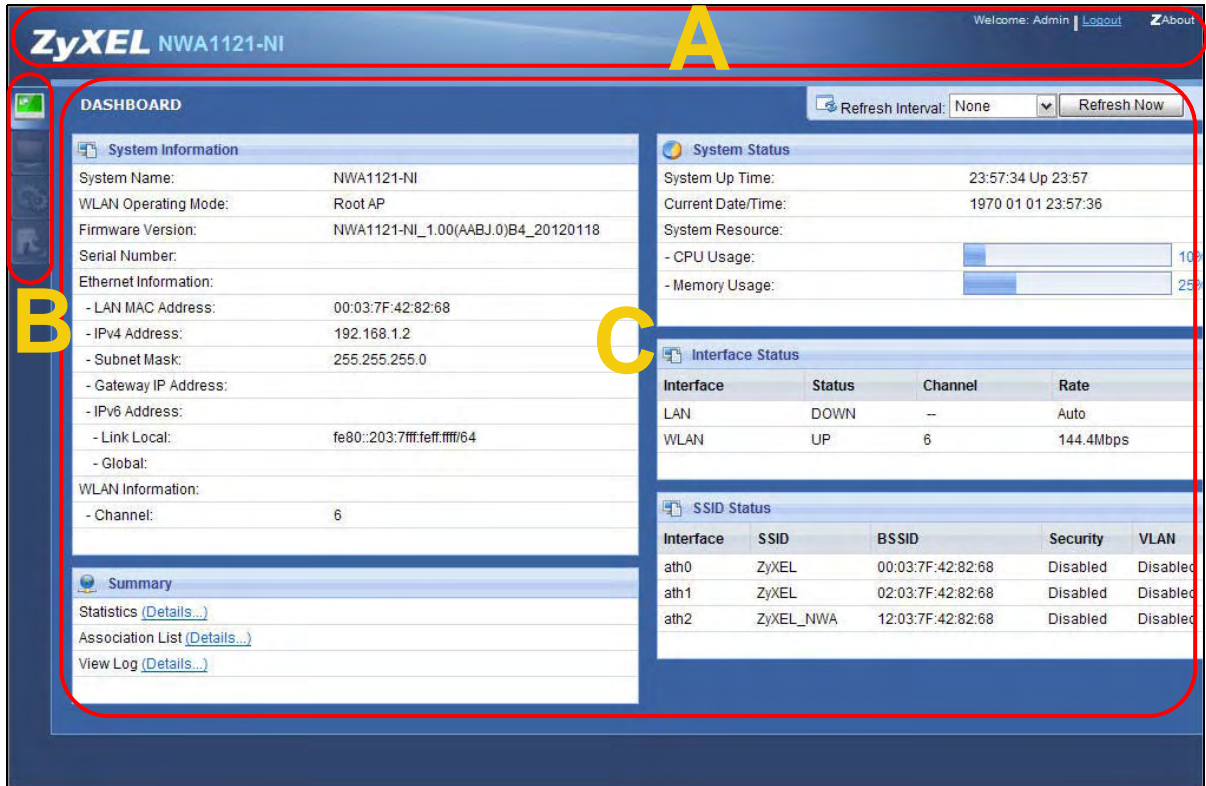 A
Welcome: Admin | Logout ZAbout
ZyXEL NWA1121-NI
B
C
DASHBOARD
Refresh Interval: None Refresh Now
System Information
System Name: NWA1121-NI
WLAN Operating Mode: Root AP
Firmware Version: NWA1121-NI_1.00(AABJ.0)B4_20120118
Serial Number:
Ethernet Information:
- LAN MAC Address: 00:03:7F:42:82:68
- IPv4 Address: 192.168.1.2
- Subnet Mask: 255.255.255.0
- Gateway IP Address:
- IPv6 Address:
- Link Local: fe80::203:7fff:feff:ffff/64
- Global:
WLAN Information:
- Channel: 6
Summary
Statistics (Details...)
Association List (Details...)
View Log (Details...)
System Status
System Up Time: 23:57:34 Up 23:57
Current Date/Time: 1970 01 01 23:57:36
System Resource:
- CPU Usage: 10%
- Memory Usage: 25%
Interface Status
Interface Status Channel Rate
LAN DOWN -- Auto
WLAN UP 6 144.4Mbps
SSID Status
Interface SSID BSSID Security VLAN
ath0 ZyXEL 00:03:7F:42:82:68 Disabled Disabled
ath1 ZyXEL 02:03:7F:42:82:68 Disabled Disabled
ath2 ZyXEL_NWA 12:03:7F:42:82:68 Disabled Disabled